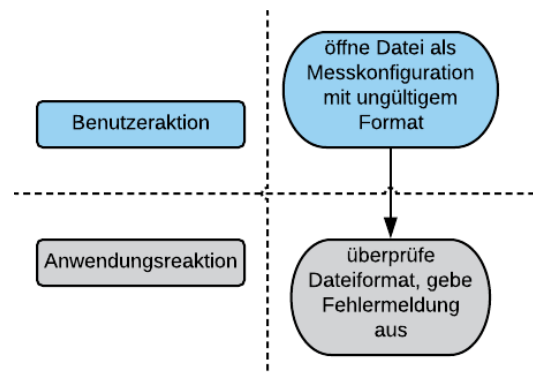 Benutzeraktion
öffne Datei als
Messkonfiguration
mit ungültigem
Format
Anwendungsreaktion
überprüfe
Dateiformat, gebe
Fehlermeldung
aus